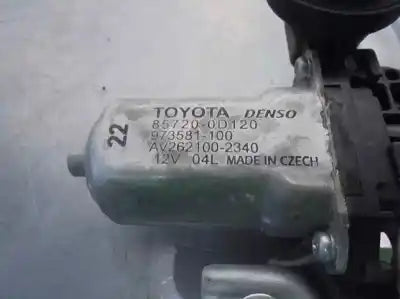 TOYOTA DENSO
85720-0D120
973581-100
AV262100-2340
12V 04L MADE IN CZECH
22